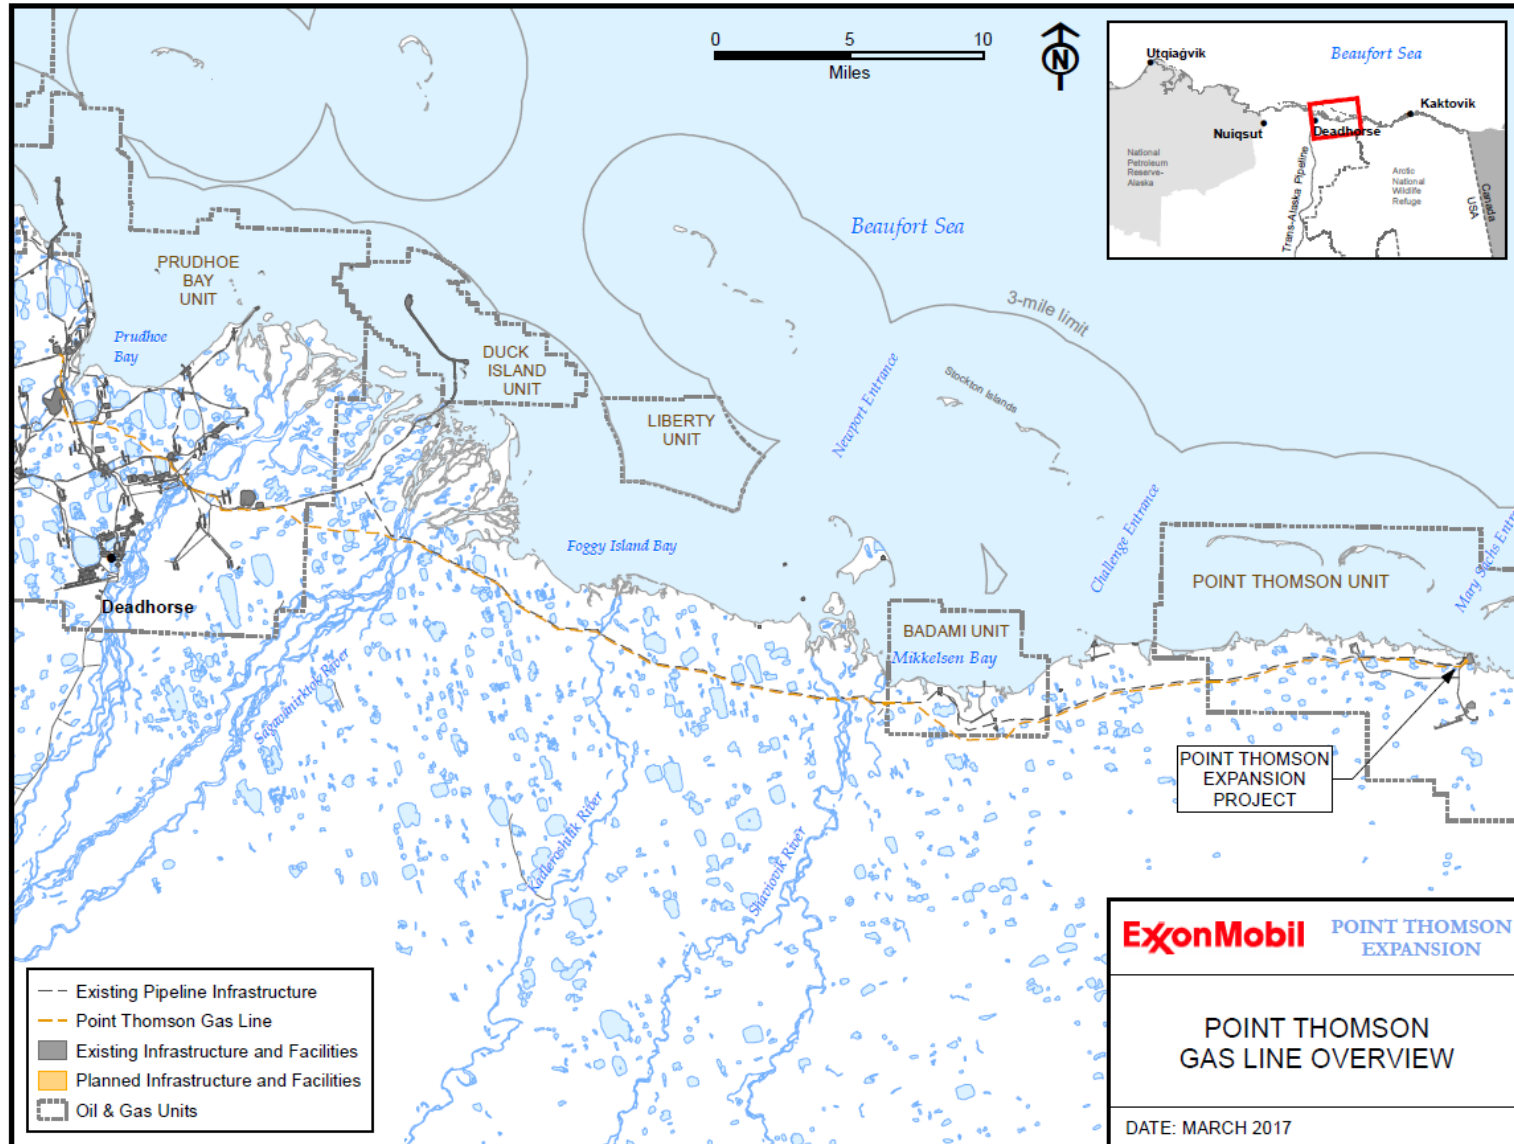 0
5
10
Miles
N
Utqiaġvik
Beaufort Sea
Kaktovik
Nuiqsut
Deadhorse
National
Petroleum
Reserve-
Alaska
Arctic
National
Wildlife
Refuge
Trans-Alaska Pipeline
Canada
USA
Beaufort Sea
PRUDHOE
BAY
UNIT
Prudhoe
Bay
3-mile limit
DUCK
ISLAND
UNIT
Newport Entrance
Stockton Islands
LIBERTY
UNIT
Challenge Entrance
Foggy Island Bay
POINT THOMSON UNIT
Mary Sachs
Deadhorse
BADAMI UNIT
Mikkelsen Bay
Sagavanirktok River
POINT THOMSON
EXPANSION
PROJECT
Kadleroshilik River
Shaviovik River
Existing Pipeline Infrastructure
Point Thomson Gas Line
Existing Infrastructure and Facilities
Planned Infrastructure and Facilities
Oil & Gas Units
ExxonMobil
POINT THOMSON
EXPANSION
POINT THOMSON
GAS LINE OVERVIEW
DATE: MARCH 2017